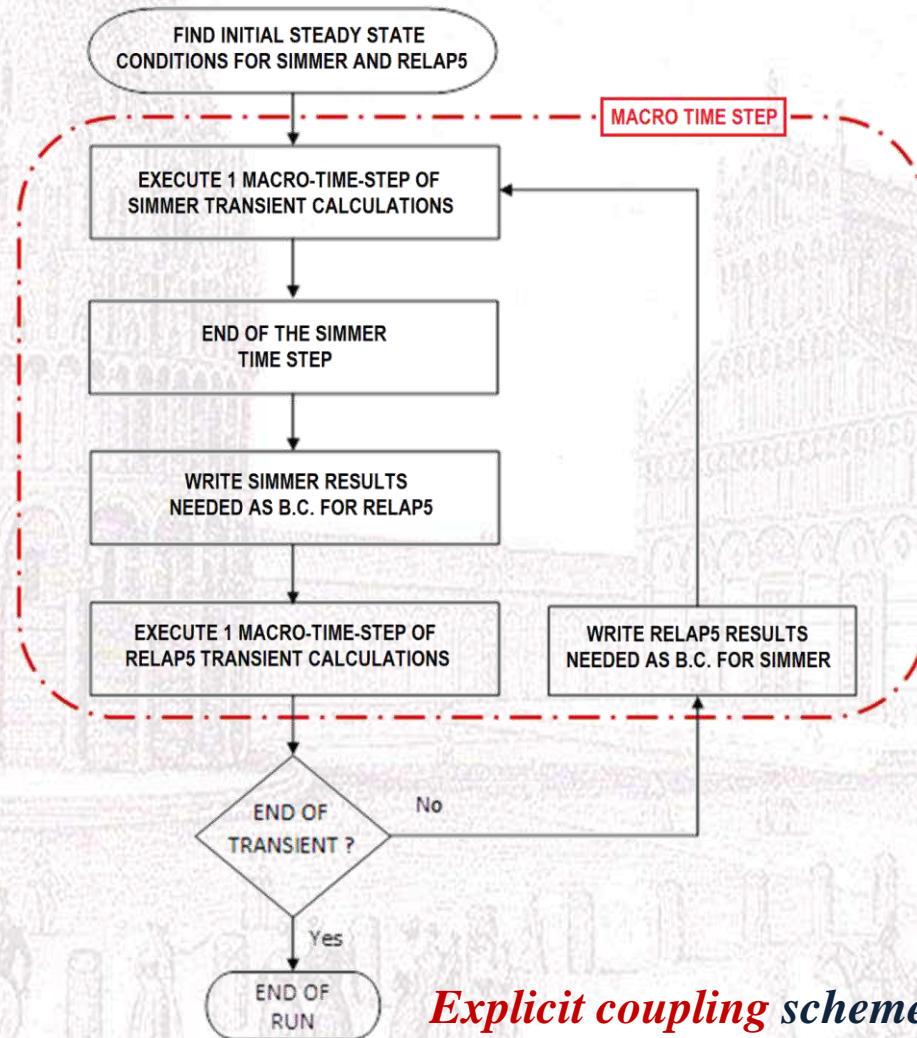 FIND INITIAL STEADY STATE
CONDITIONS FOR SIMMER AND RELAP5
MACRO TIME STEP
EXECUTE 1 MACRO-TIME-STEP OF
SIMMER TRANSIENT CALCULATIONS
END OF THE SIMMER
TIME STEP
WRITE SIMMER RESULTS
NEEDED AS B.C. FOR RELAP5
EXECUTE 1 MACRO-TIME-STEP OF
RELAP5 TRANSIENT CALCULATIONS
WRITE RELAP5 RESULTS
NEEDED AS B.C. FOR SIMMER
END OF
TRANSIENT ?
No
Yes
END OF
RUN
Explicit coupling scheme